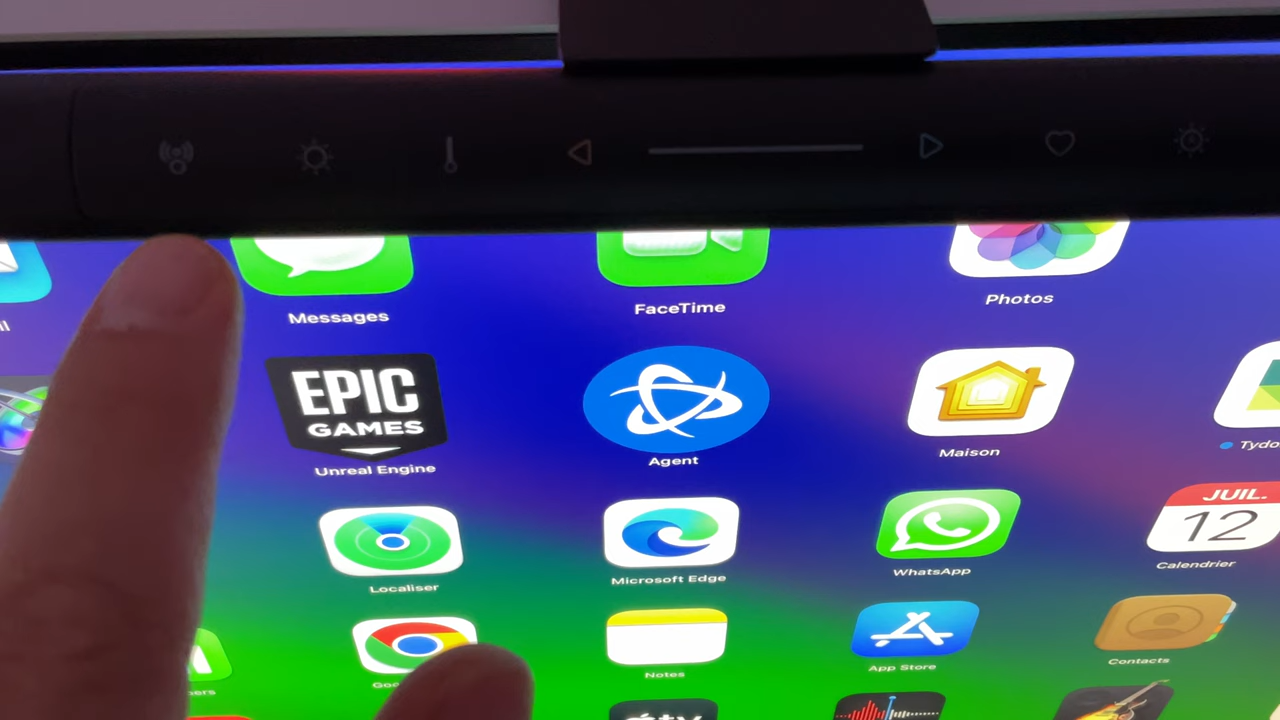 Messages
FaceTime
Photos
EPIC
GAMES
Unreal Engine
Agent
Maison
Tydo
Localiser
Microsoft Edge
WhatsApp
JUIL.
12
Calendrier
Notes
App Store
Contacts